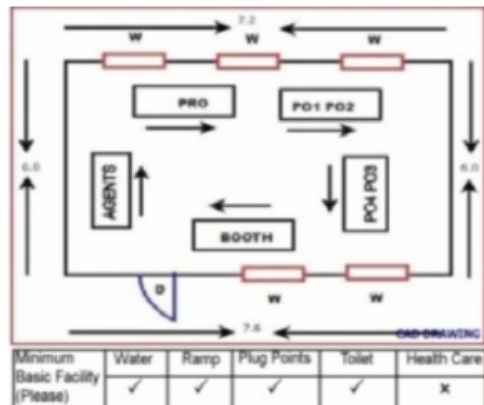 7.2
W W W
PRO
PO1 PO2
6.0
6.0
AGENTS
PO4 PO3
BOOTH
D
W W
7.6
CAD DRAWING
Minimum Basic Facility (Please) Water Ramp Plug Points Toilet Health Care
✓ ✓ ✓ ✓ x